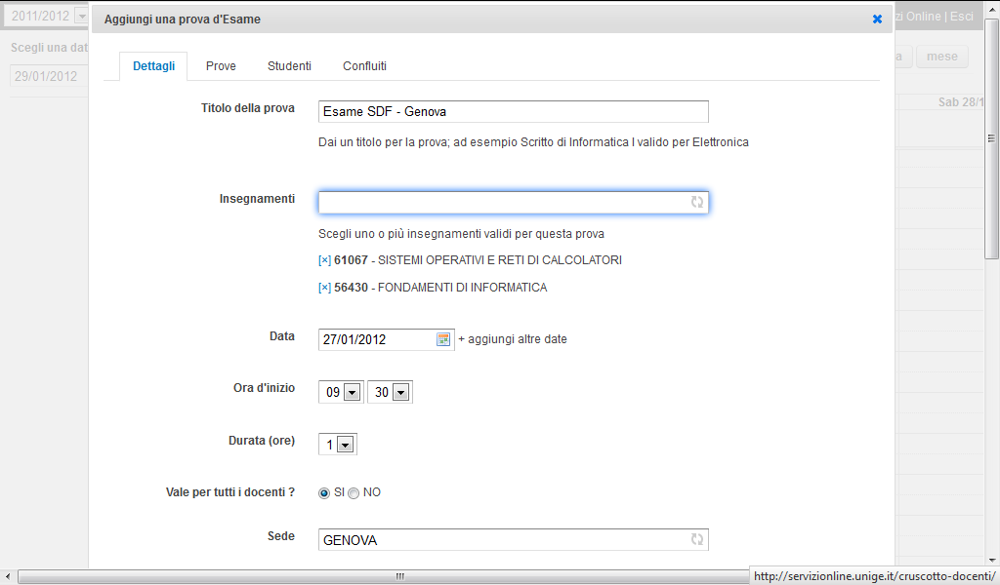 2011/2012
Aggiungi una prova d'Esame
zi Online | Esci
Scegli una dat
29/01/2012
a
mese
Sab 28/1
Dettagli
Prove
Studenti
Confluiti
Titolo della prova
Esame SDF - Genova
Dai un titolo per la prova; ad esempio Scritto di Informatica I valido per Elettronica
Insegnamenti
Scegli uno o più insegnamenti validi per questa prova
[×] 61067 - SISTEMI OPERATIVI E RETI DI CALCOLATORI
[×] 56430 - FONDAMENTI DI INFORMATICA
Data
27/01/2012
+ aggiungi altre date
Ora d'inizio
09
30
Durata (ore)
1
Vale per tutti i docenti ?
SI
NO
Sede
GENOVA
http://servizionline.unige.it/cruscotto-docenti/